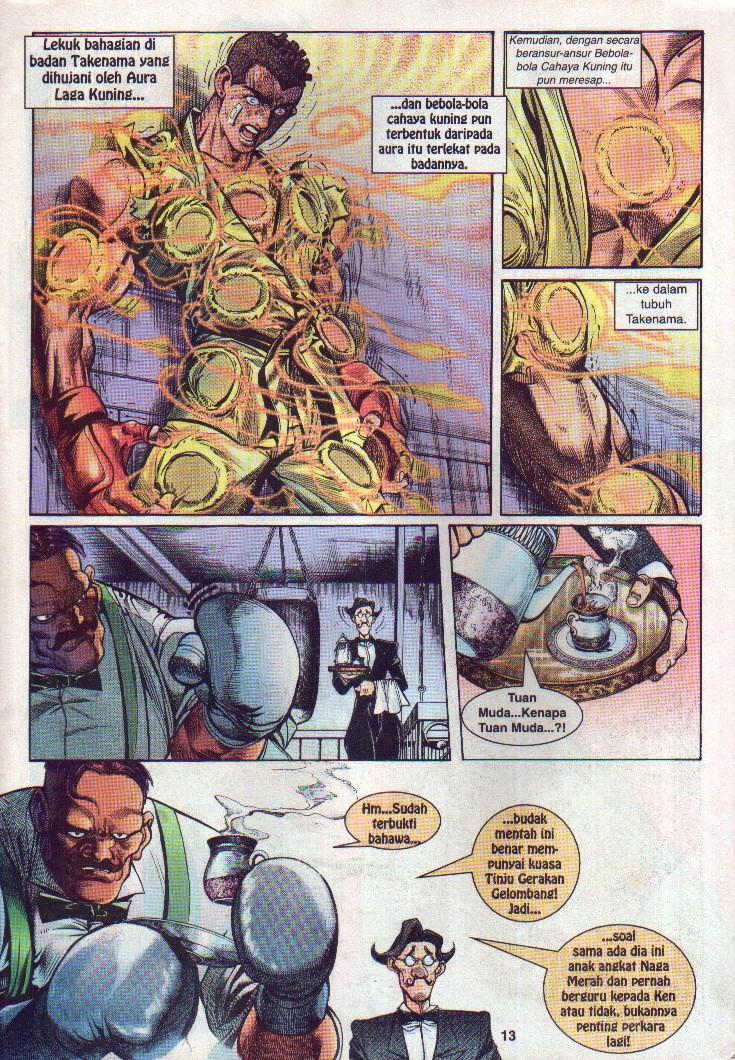 Lekuk bahagian di
badan Takenama yang
dihujani oleh Aura
Laga Kuning...
...dan bebola-bola
cahaya kuning pun
terbentuk daripada
aura itu terlekat pada
badannya.
Kemudian, dengan secara
beransur-ansur Bebola-
bola Cahaya Kuning itu
pun meresap...
...ke dalam
tubuh
Takenama.
Tuan
Muda...Kenapa
Tuan Muda...?!
Hm...Sudah
terbukti
bahawa...
...budak
mentah ini
benar mem-
punyai kuasa
Tinju Gerakan
Gelombang!
Jadi...
...soal
sama ada dia ini
anak angkat Naga
Merah dan pernah
berguru kepada Ken
atau tidak, bukannya
penting perkara
lagi!
13